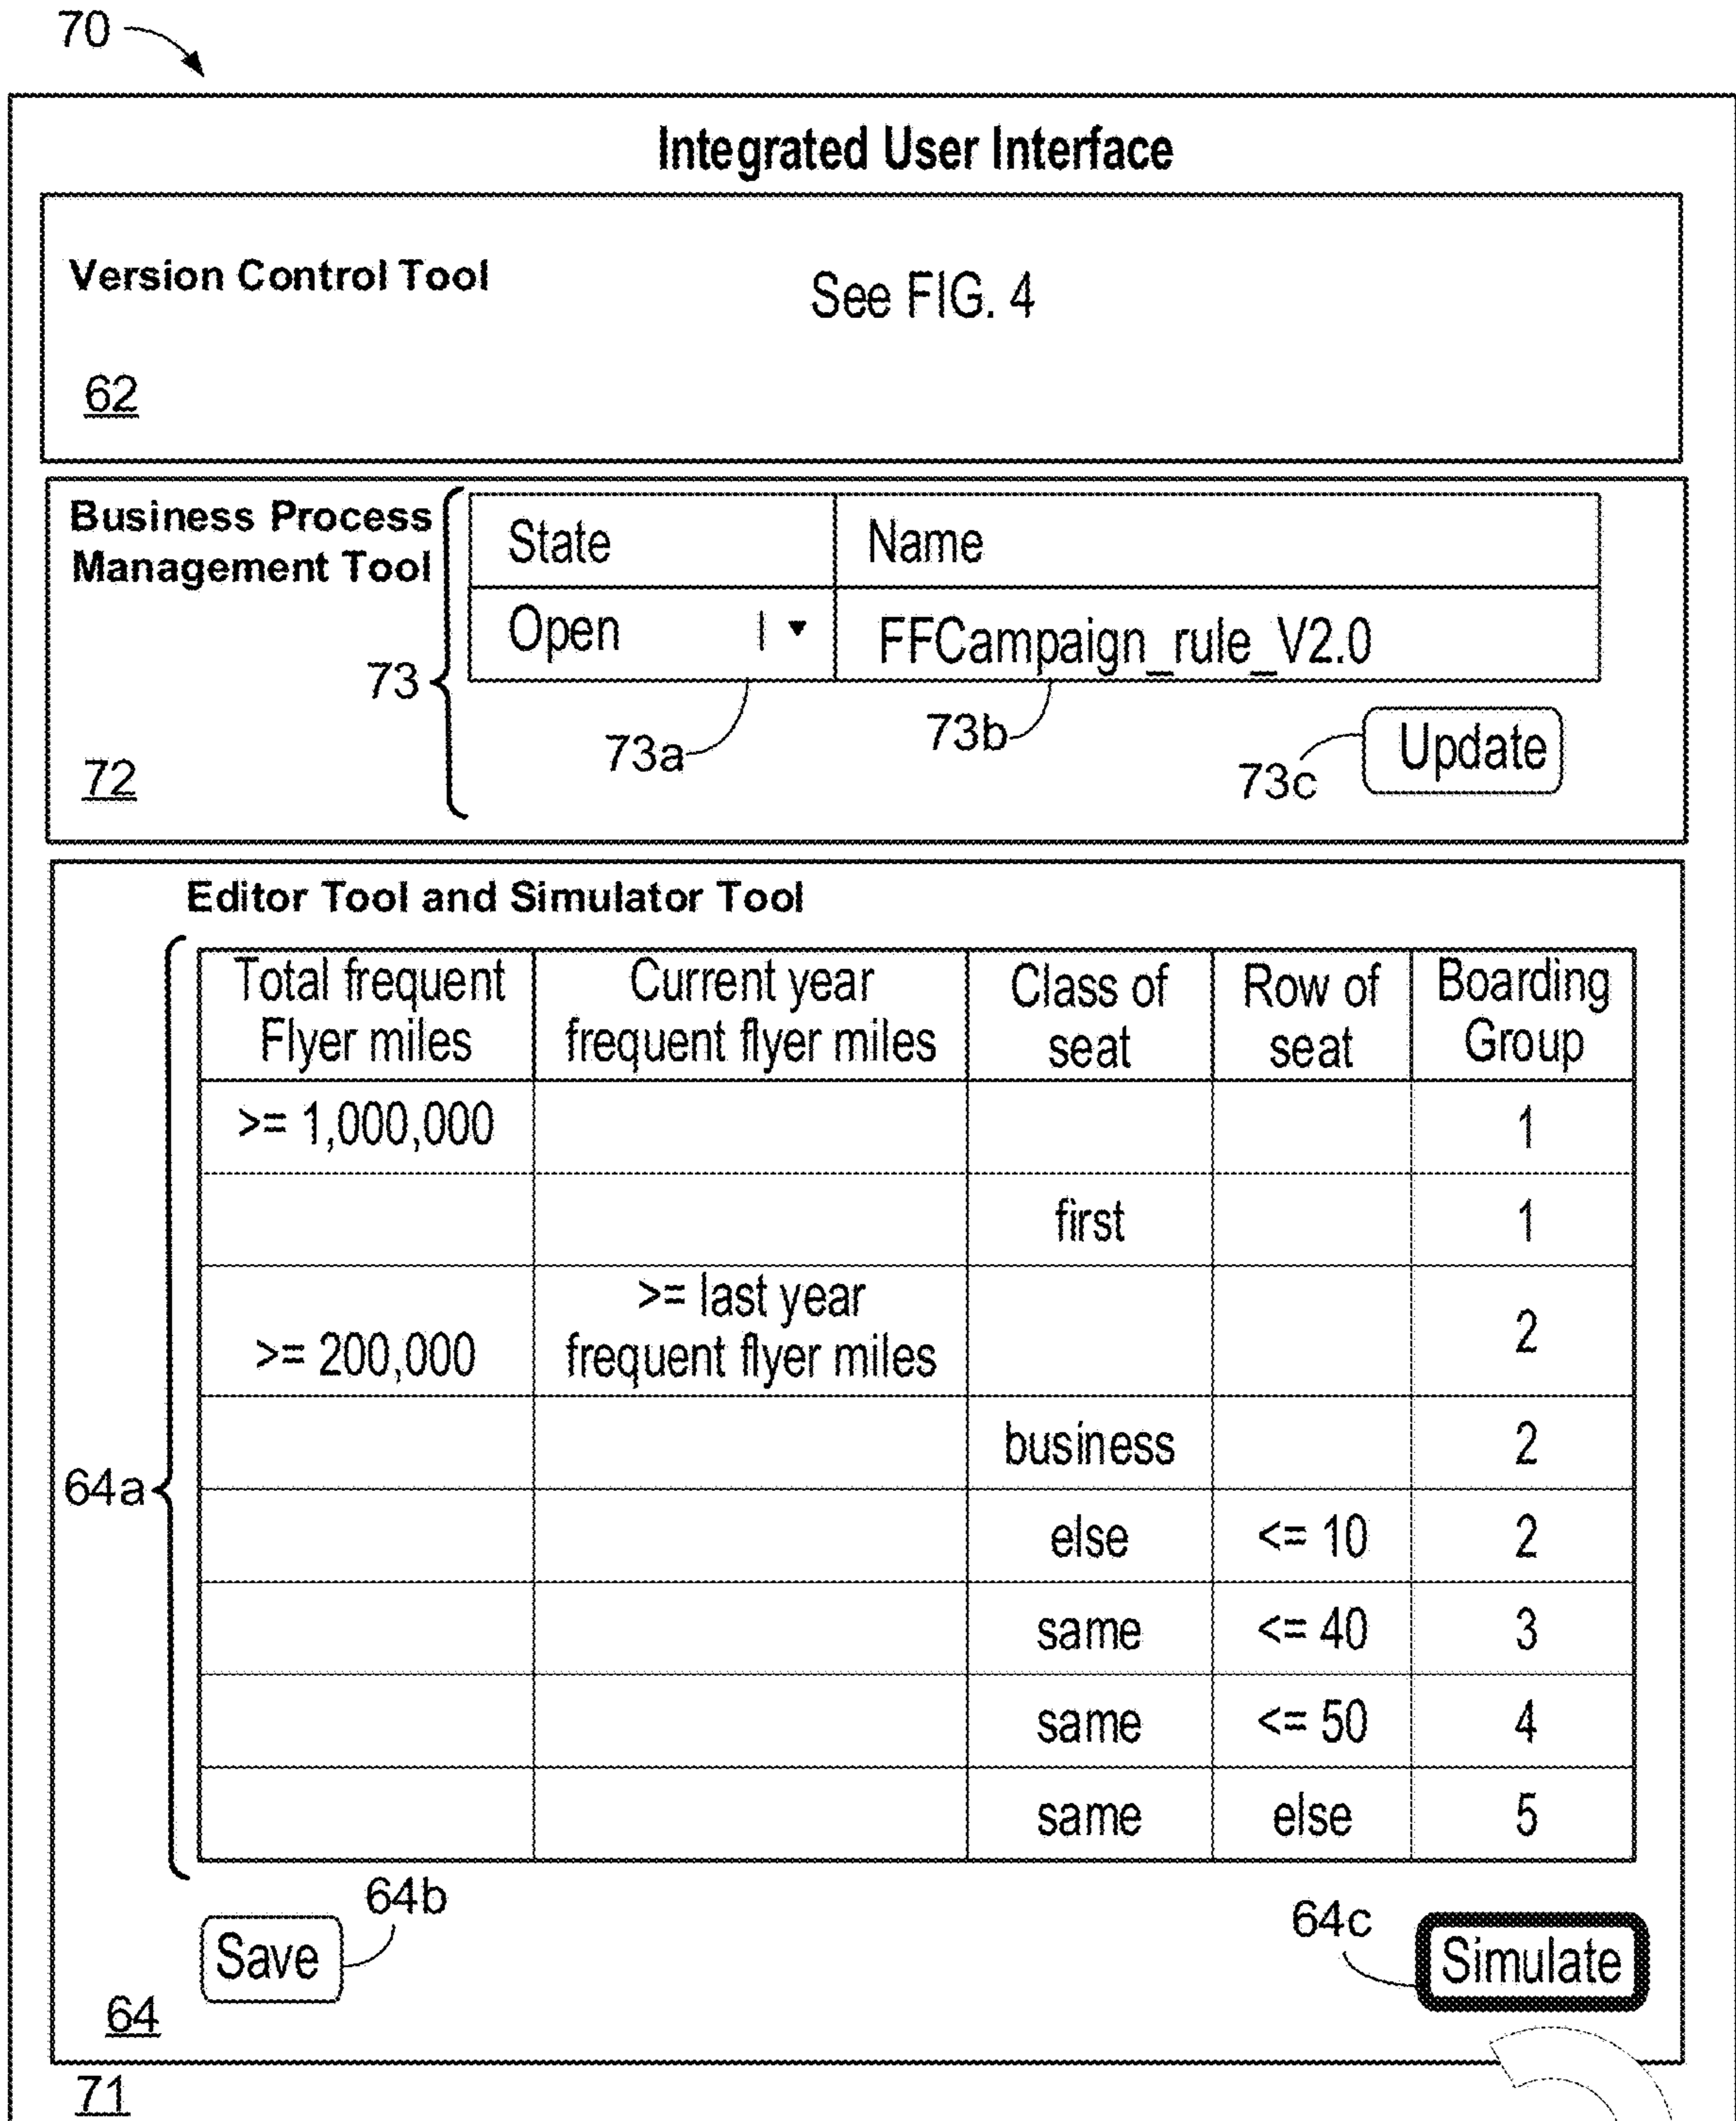 70
Integrated User Interface
Version Control Tool
See FIG. 4
62
Business Process
Management Tool
State Name
Open FFCampaign_rule_V2.0
73
73a
73b
73c
Update
72
Editor Tool and Simulator Tool
Total frequent Current year Class of Row of Boarding
Flyer miles frequent flyer miles seat seat Group
>= 1,000,000 1
first 1
>= last year
>= 200,000 frequent flyer miles 2
business 2
64a
else <= 10 2
same <= 40 3
same <= 50 4
same else 5
64b
64c
Save
Simulate
64
71